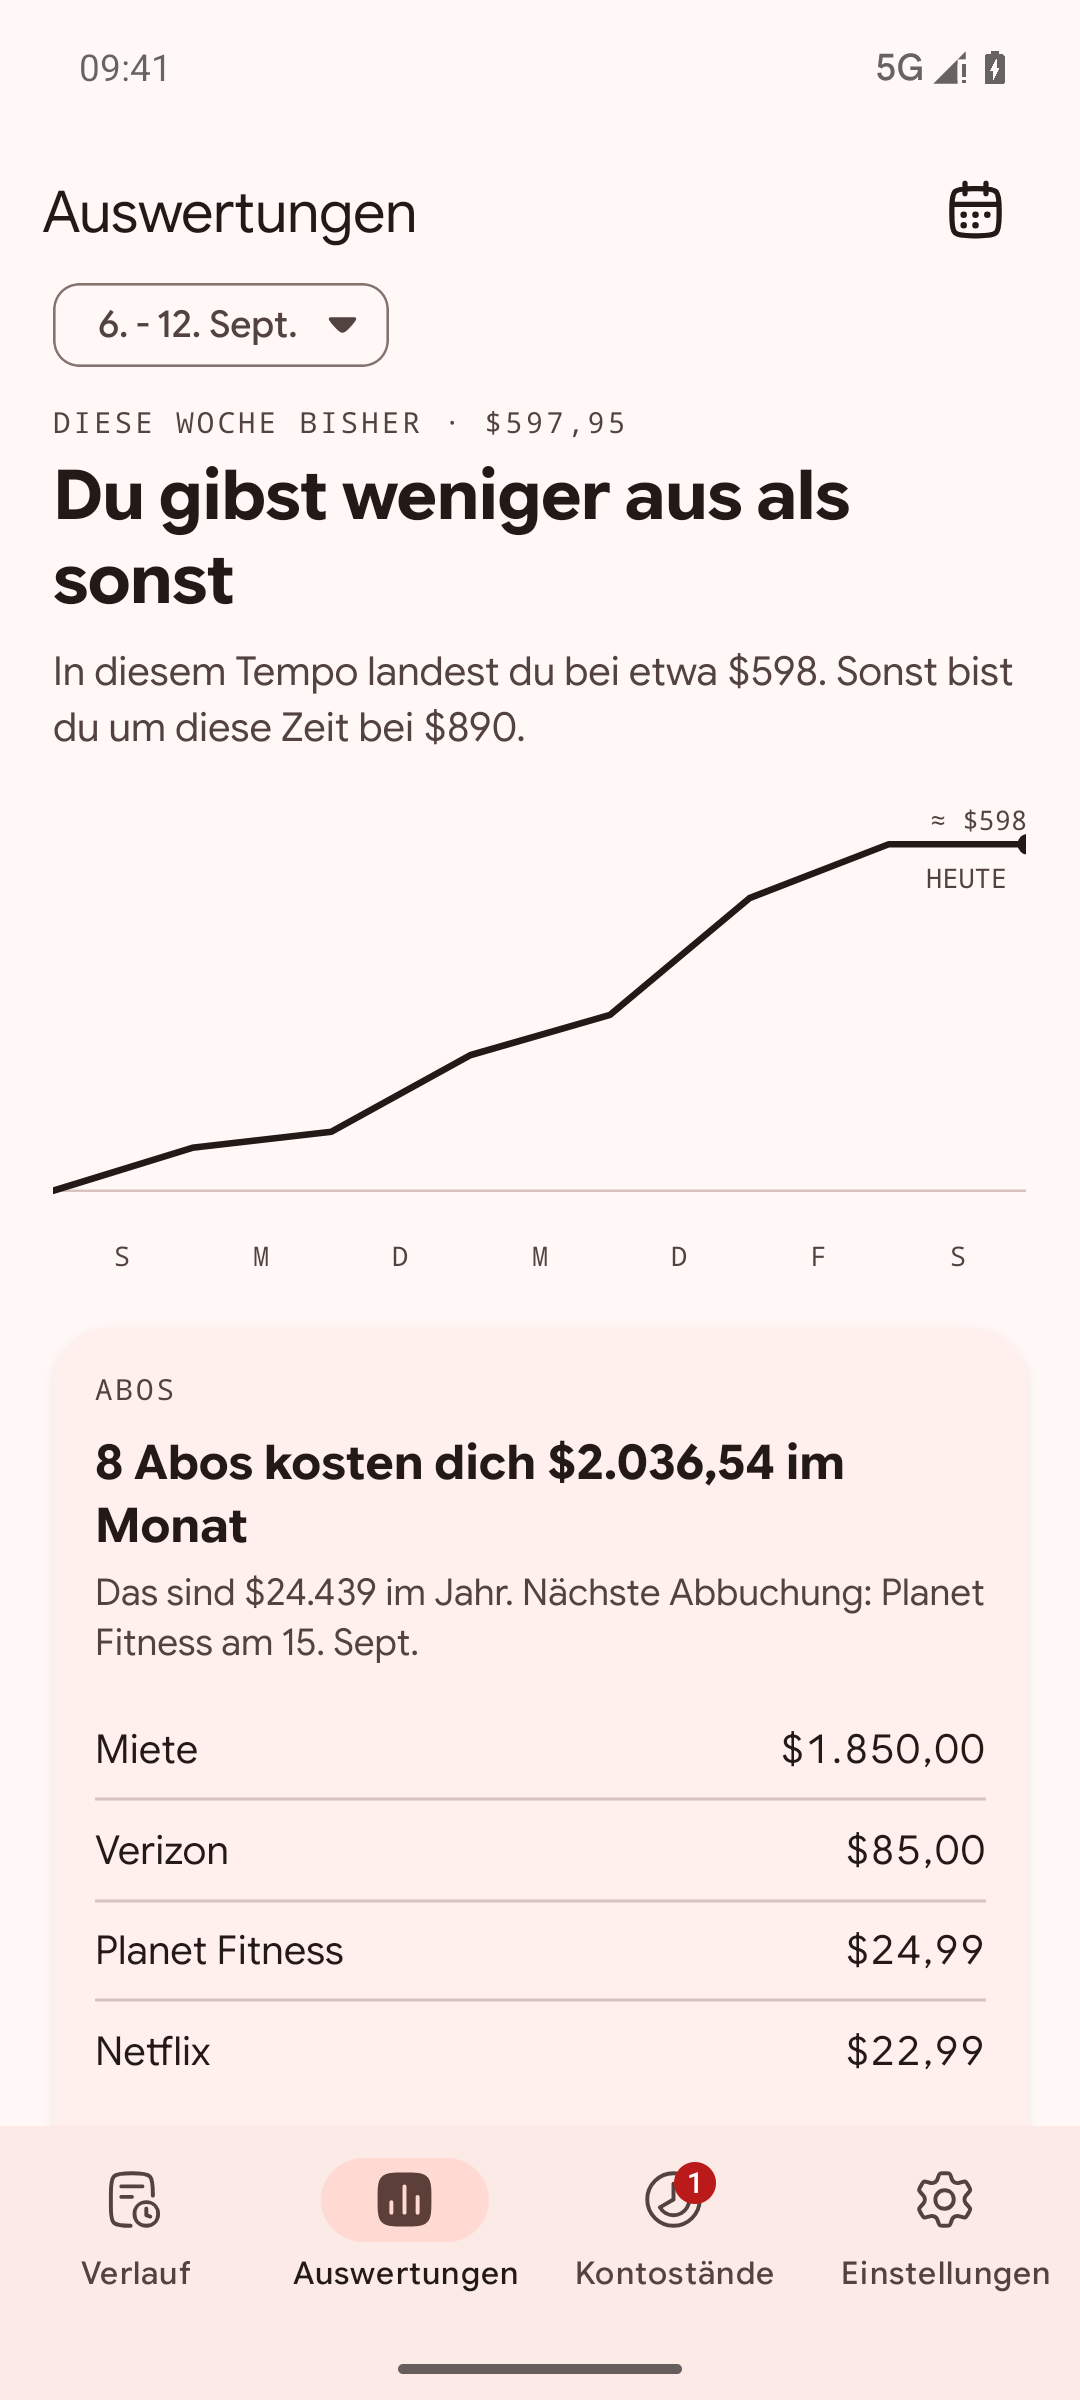 09:41
5G
Auswertungen
6. - 12. Sept.
DIESE WOCHE BISHER · $597,95
Du gibst weniger aus als
sonst
In diesem Tempo landest du bei etwa $598. Sonst bist
du um diese Zeit bei $890.
≈ $598
HEUTE
S M D M D F S
ABOS
8 Abos kosten dich $2.036,54 im
Monat
Das sind $24.439 im Jahr. Nächste Abbuchung: Planet
Fitness am 15. Sept.
Miete $1.850,00
Verizon $85,00
Planet Fitness $24,99
Netflix $22,99
1
Verlauf Auswertungen Kontostände Einstellungen